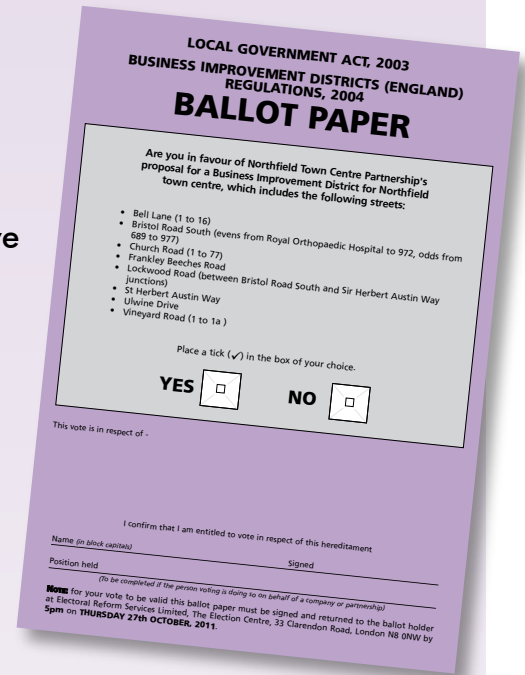 LOCAL GOVERNMENT ACT, 2003
BUSINESS IMPROVEMENT DISTRICTS (ENGLAND)
REGULATIONS, 2004
BALLOT PAPER
Are you in favour of Northfield Town Centre Partnership's
proposal for a Business Improvement District for Northfield
town centre, which includes the following streets:
• Bell Lane (1 to 16)
• Bristol Road South (evens from Royal Orthopaedic Hospital to 972, odds from
689 to 977)
• Church Road (1 to 77)
• Frankley Beeches Road
• Lockwood Road (between Bristol Road South and Sir Herbert Austin Way
junctions)
• St Herbert Austin Way
• Ulwine Drive
• Vineyard Road (1 to 1a )
Place a tick (✓) in the box of your choice.
YES NO
This vote is in respect of -
I confirm that I am entitled to vote in respect of this hereditament
Name (in block capitals) Signed
Position held
(To be completed if the person voting is doing so on behalf of a company or partnership)
Note: for your vote to be valid this ballot paper must be signed and returned to the ballot holder
at Electoral Reform Services Limited, The Election Centre, 33 Clarendon Road, London N8 0NW by
5pm on THURSDAY 27th OCTOBER, 2011.